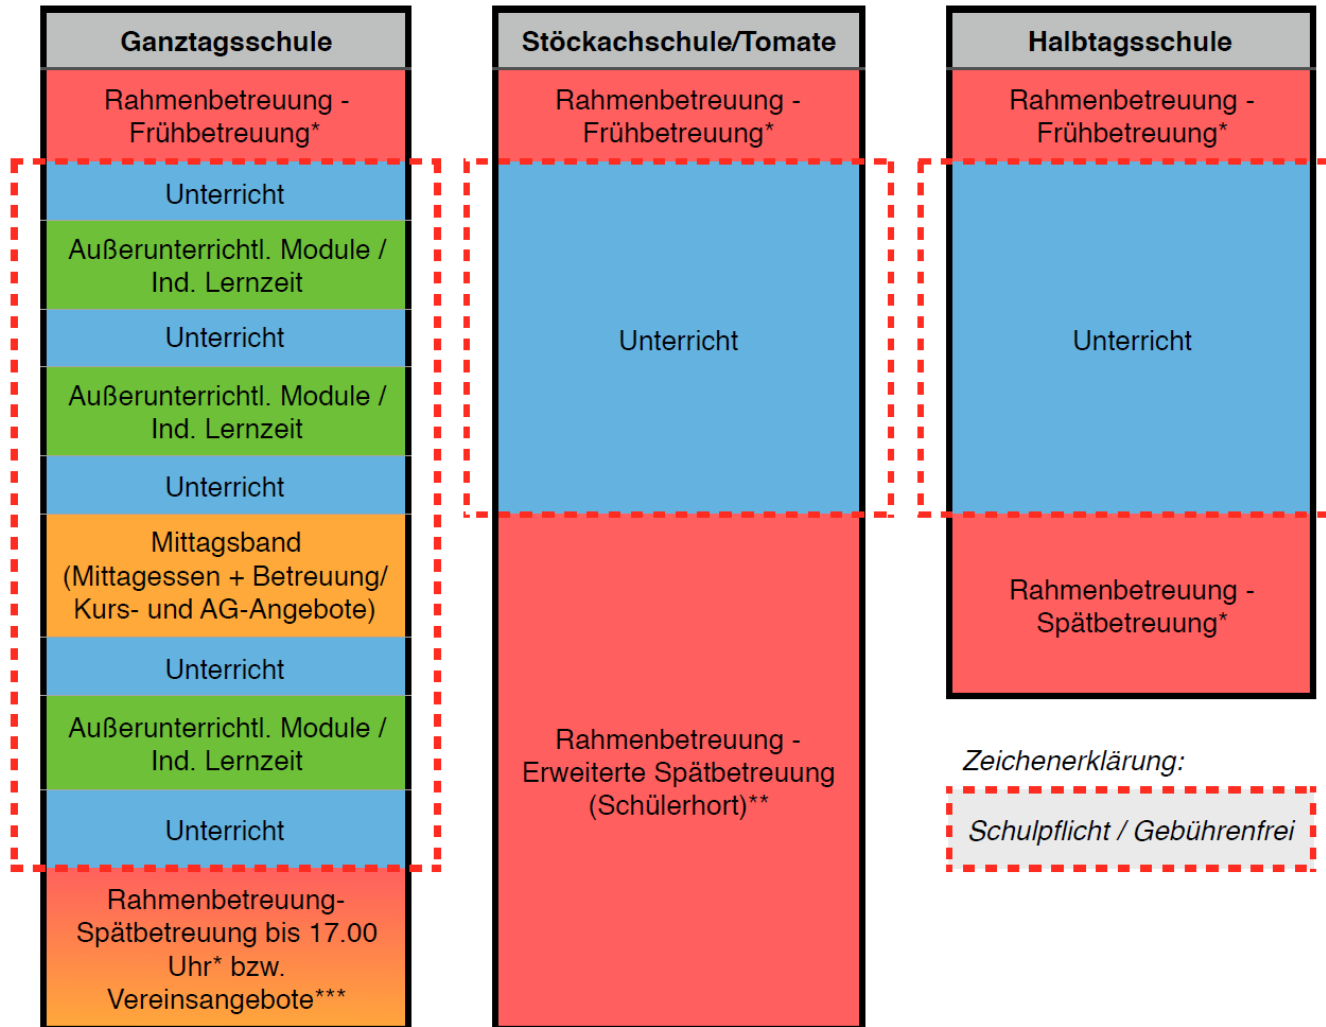 Ganztagsschule
Rahmenbetreuung -
Frühbetreuung*
Unterricht
Außerunterrichtl. Module /
Ind. Lernzeit
Unterricht
Außerunterrichtl. Module /
Ind. Lernzeit
Unterricht
Mittagsband
(Mittagessen + Betreuung/
Kurs- und AG-Angebote)
Unterricht
Außerunterrichtl. Module /
Ind. Lernzeit
Unterricht
Rahmenbetreuung-
Spätbetreuung bis 17.00
Uhr* bzw.
Vereinsangebote***
Stöckachschule/Tomate
Rahmenbetreuung -
Frühbetreuung*
Unterricht
Rahmenbetreuung -
Erweiterte Spätbetreuung
(Schülerhort)**
Halbtagsschule
Rahmenbetreuung -
Frühbetreuung*
Unterricht
Rahmenbetreuung -
Spätbetreuung*
Zeichenerklärung:
Schulpflicht / Gebührenfrei